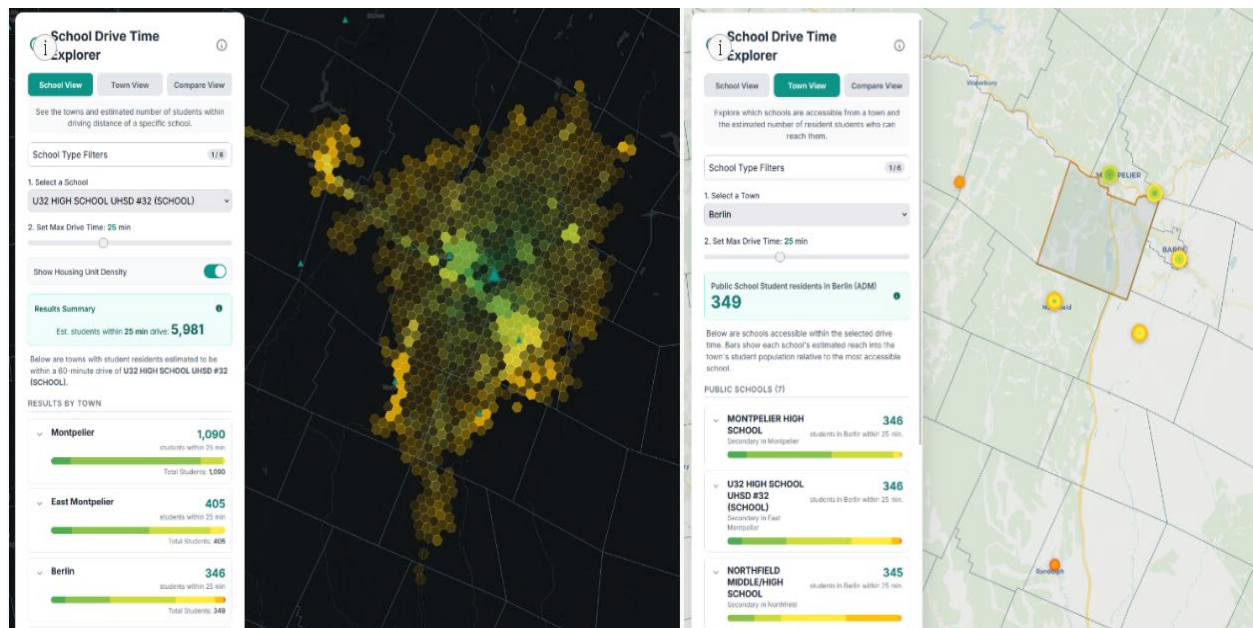 School Drive Time
Explorer
School View
Town View
Compare View
See the towns and estimated number of students within
driving distance of a specific school.
School Type Filters
1/6
1. Select a School
U32 HIGH SCHOOL UHSD #32 (SCHOOL)
2. Set Max Drive Time: 25 min
Show Housing Unit Density
Results Summary
Est. students within 25 min drive: 5,981
Below are towns with student residents estimated to be
within a 60-minute drive of U32 HIGH SCHOOL UHSD #32
(SCHOOL).
RESULTS BY TOWN
Montpelier
1,090
students within 25 min
Total Students: 1,090
East Montpelier
405
students within 25 min
Total Students: 405
Berlin
346
students within 25 min
Total Students: 349
School Drive Time
Explorer
School View
Town View
Compare View
Explore which schools are accessible from a town and
the estimated number of resident students who can
reach them.
School Type Filters
1/6
1. Select a Town
Berlin
2. Set Max Drive Time: 25 min
Public School Student residents in Berlin (ADM)
349
Below are schools accessible within the selected drive
time. Bars show each school's estimated reach into the
town's student population relative to the most accessible
school.
PUBLIC SCHOOLS (7)
MONTPELIER HIGH
SCHOOL
Secondary in Montpelier
346
students in Berlin within 25 min.
U32 HIGH SCHOOL
UHSD #32
(SCHOOL)
Secondary in East
Montpelier
346
students in Berlin within 25 min.
NORTHFIELD
MIDDLE/HIGH
SCHOOL
Secondary in Northfield
345
students in Berlin within 25 min.
Waterbury
Randolph